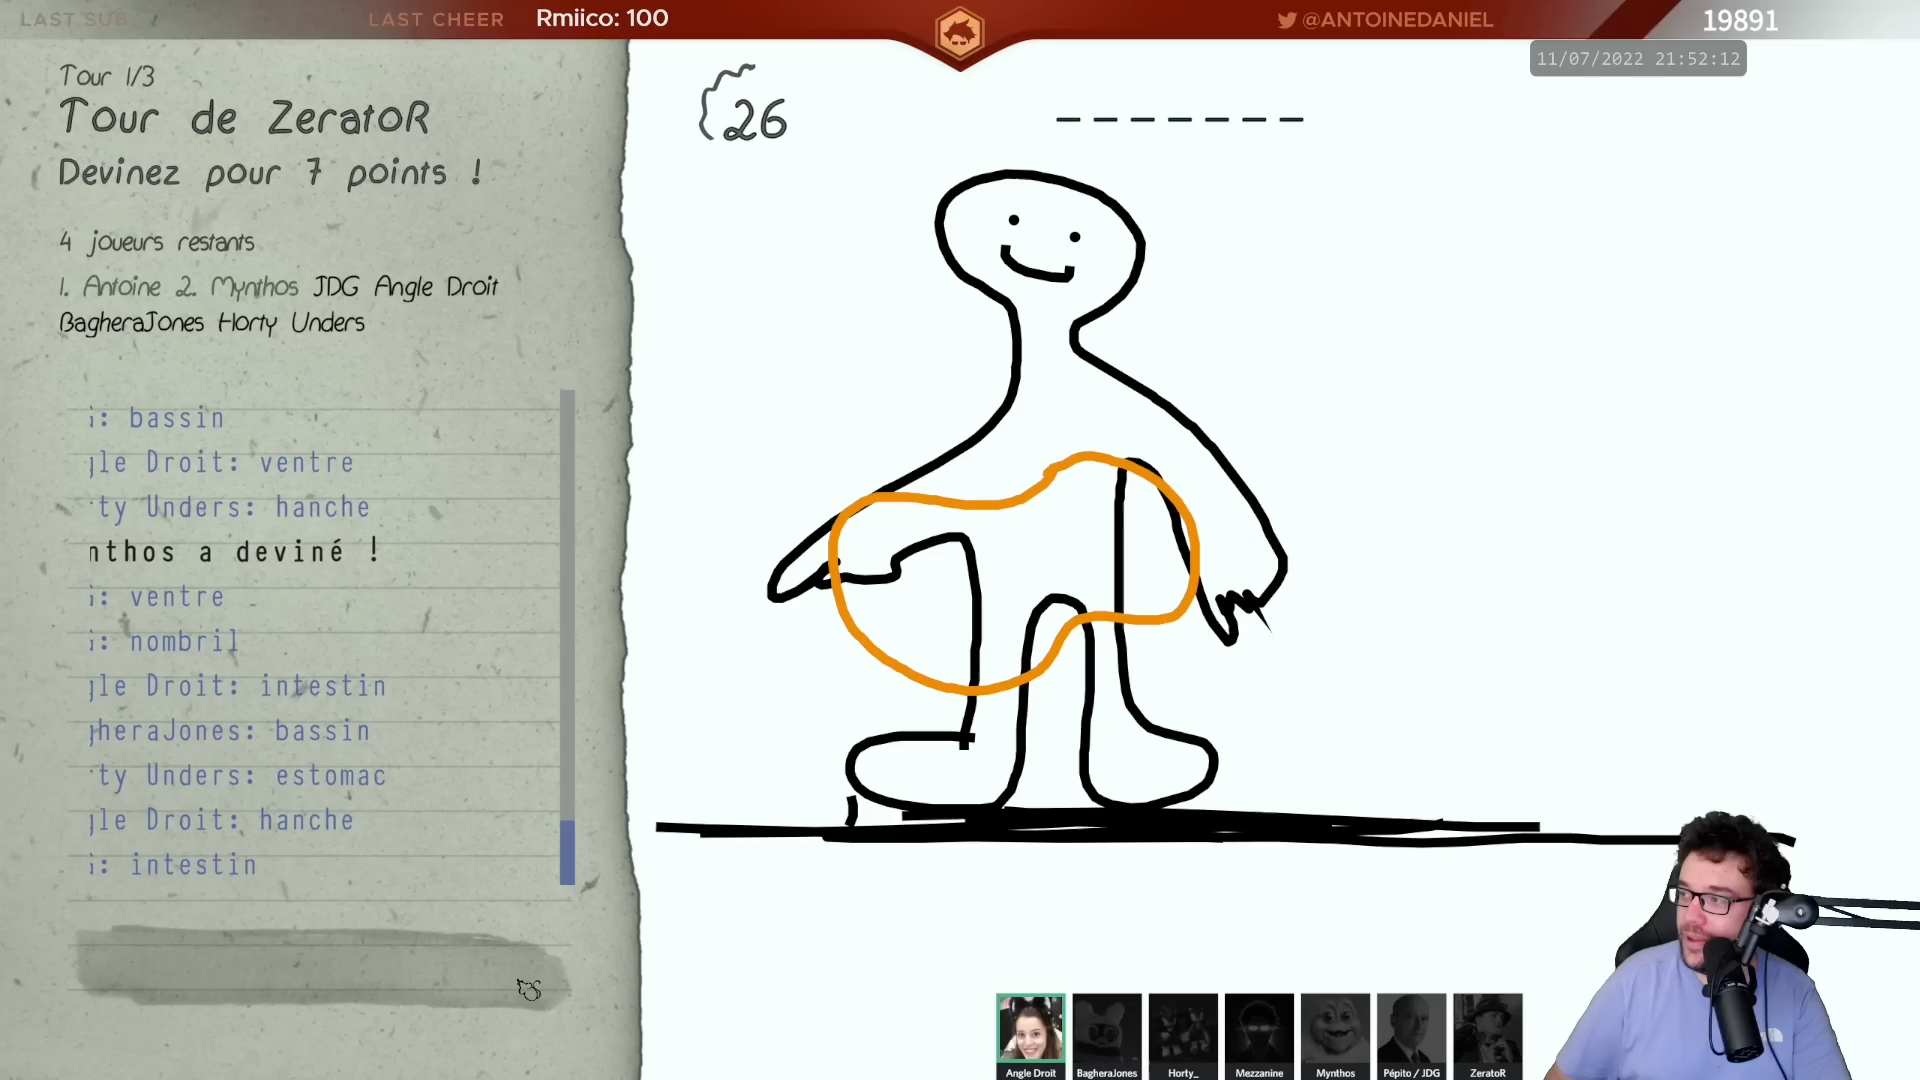 LAST SUB
LAST CHEER
Rmiico: 100
@ANTOINEDANIEL
19891
11/07/2022 21:52:12
Tour 1/3
Tour de ZeratoR
Devinez pour 7 points !
4 joueurs restants
1. Antoine 2. Mynthos JDG Angle Droit
BagheraJones Horty Unders
26
: bassin
gle Droit: ventre
ty Unders: hanche
nthos a deviné !
: ventre
: nombril
gle Droit: intestin
gheraJones: bassin
ty Unders: estomac
gle Droit: hanche
: intestin
Angle Droit
BagheraJones
Horty_
Mezzanine
Mynthos
Pépito / JDG
ZeratoR